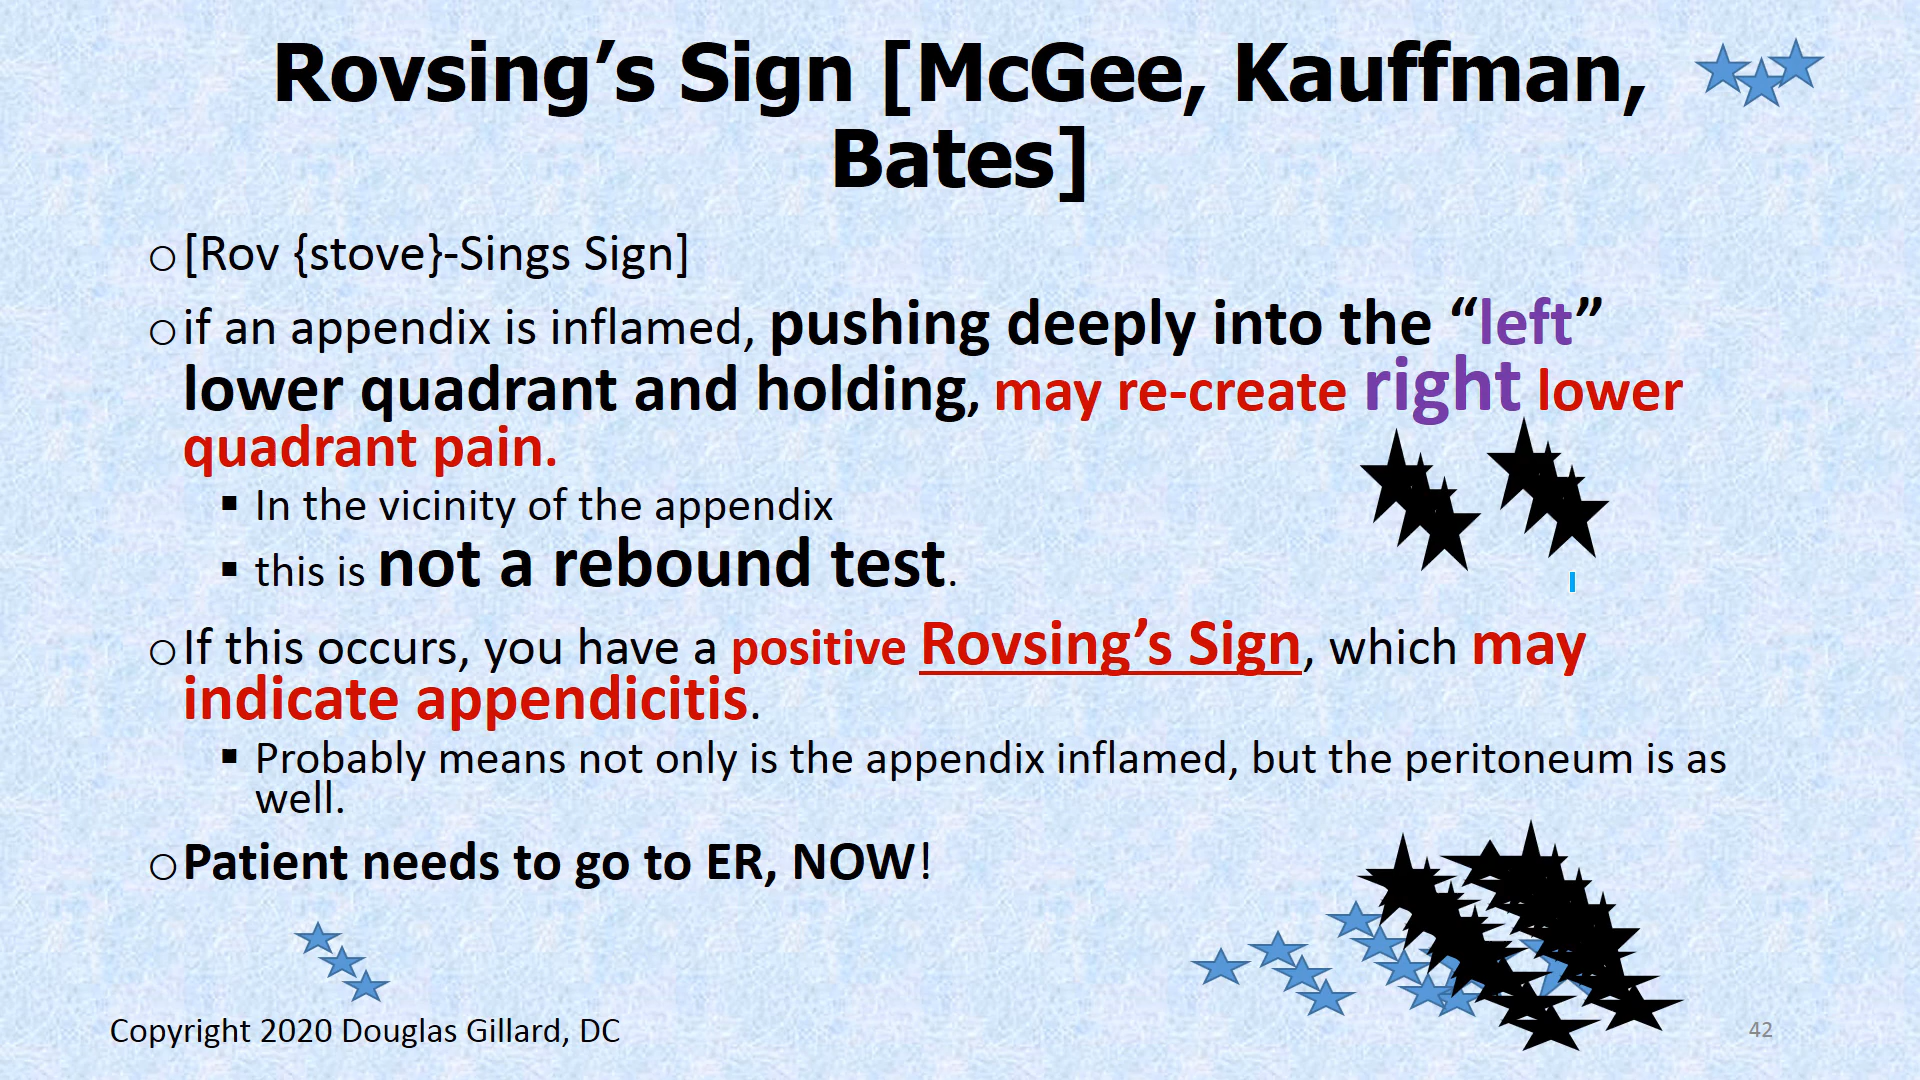 Rovsing’s Sign [McGee, Kauffman,
Bates]
[Rov {stove}-Sings Sign]
if an appendix is inflamed, pushing deeply into the “left”
lower quadrant and holding, may re-create right lower
quadrant pain.
In the vicinity of the appendix
this is not a rebound test.
If this occurs, you have a positive Rovsing’s Sign, which may
indicate appendicitis.
Probably means not only is the appendix inflamed, but the peritoneum is as
well.
Patient needs to go to ER, NOW!
Copyright 2020 Douglas Gillard, DC
42